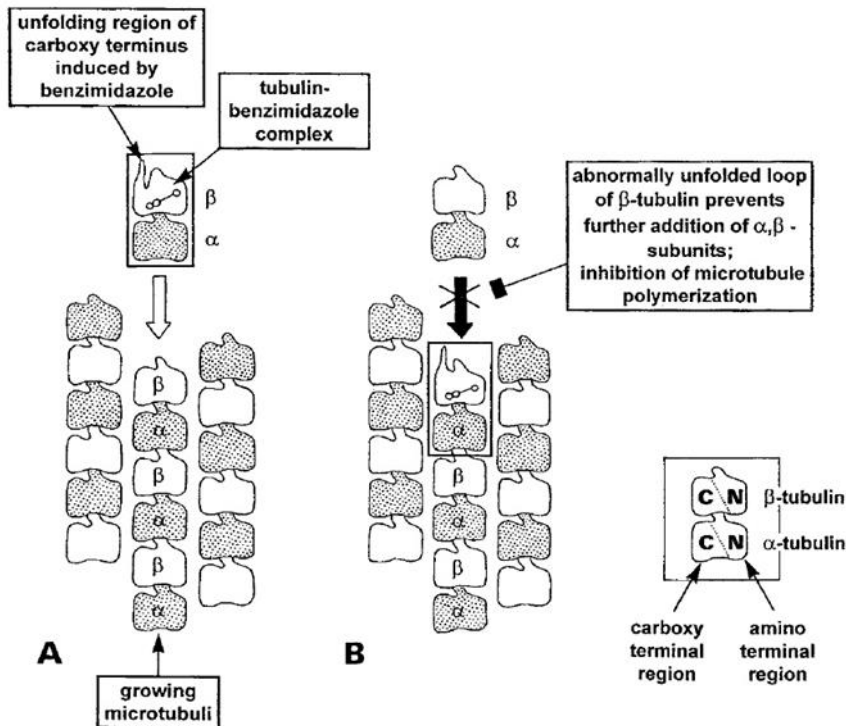 unfolding region of
carboxy terminus
induced by
benzimidazole
tubulin-
benzimidazole
complex
β
α
β
α
β
α
β
α
A
growing
microtubuli
β
α
abnormally unfolded loop
of β-tubulin prevents
further addition of α,β -
subunits;
inhibition of microtubule
polymerization
α
β
α
β
α
B
C N β-tubulin
C N α-tubulin
carboxy
terminal
region
amino
terminal
region